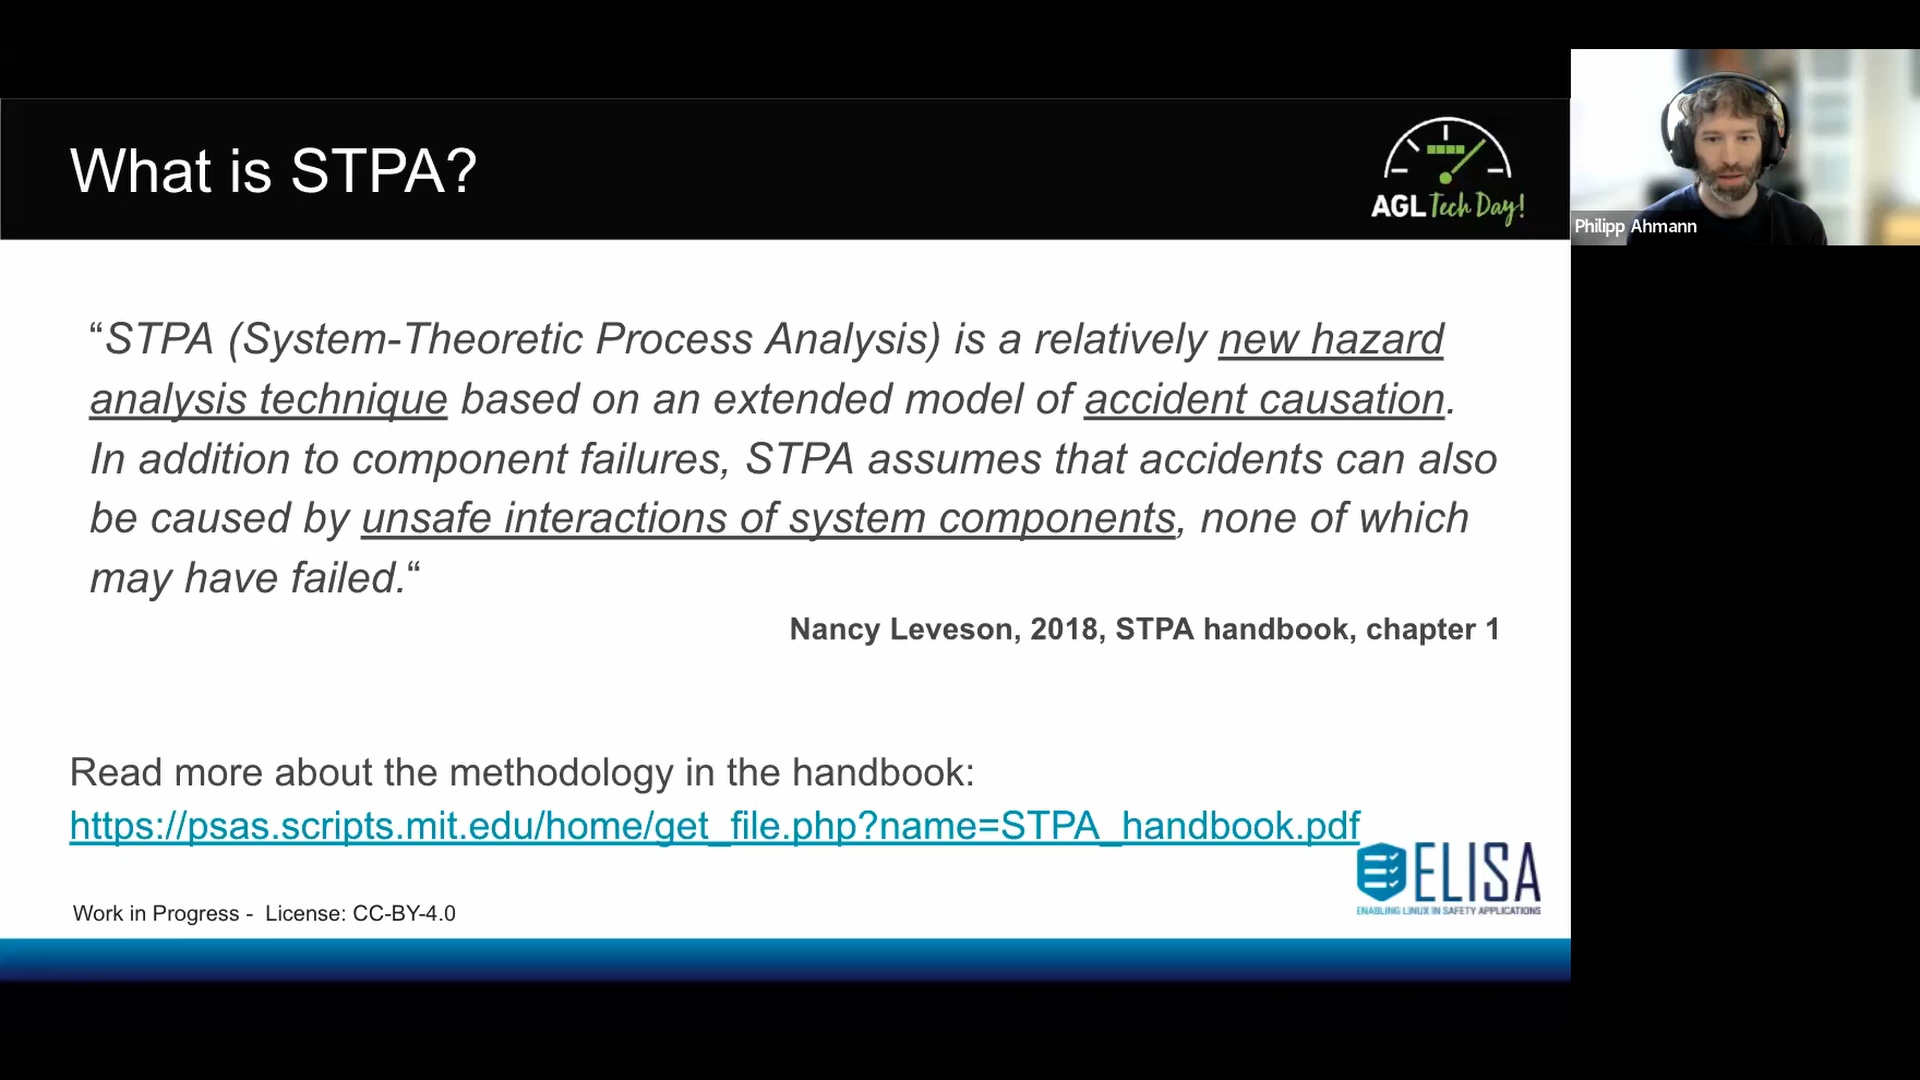 What is STPA?
AGL Tech Day!
Philipp Ahmann
“STPA (System-Theoretic Process Analysis) is a relatively new hazard
analysis technique based on an extended model of accident causation.
In addition to component failures, STPA assumes that accidents can also
be caused by unsafe interactions of system components, none of which
may have failed.“
Nancy Leveson, 2018, STPA handbook, chapter 1
Read more about the methodology in the handbook:
https://psas.scripts.mit.edu/home/get_file.php?name=STPA_handbook.pdf
ELISA
ENABLING LINUX IN SAFETY APPLICATIONS
Work in Progress - License: CC-BY-4.0